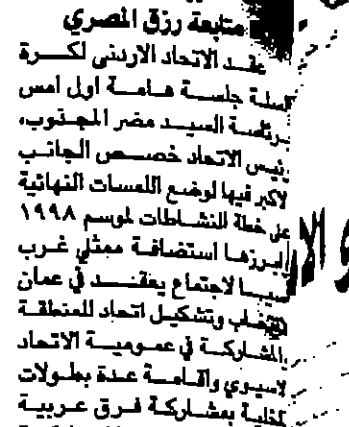 متابعة رزق المصري
عقد الاتحاد الاردني لكرة
السلة جلسة هامة اول امس
برئاسة السيد مضر المجذوب،
رئيس الاتحاد خصص الجانب
الاكبر فيها لوضع اللمسات النهائية
على خطة النشاطات لموسم ١٩٩٨
ابرزها استضافة ممثلي غرب
اسيا لاجتماع يعقد في عمان
وتشكيل اتحاد للمنطقة
المشاركة في عمومية الاتحاد
الاسيوي واقامة عدة بطولات
بمشاركة فرق عربية